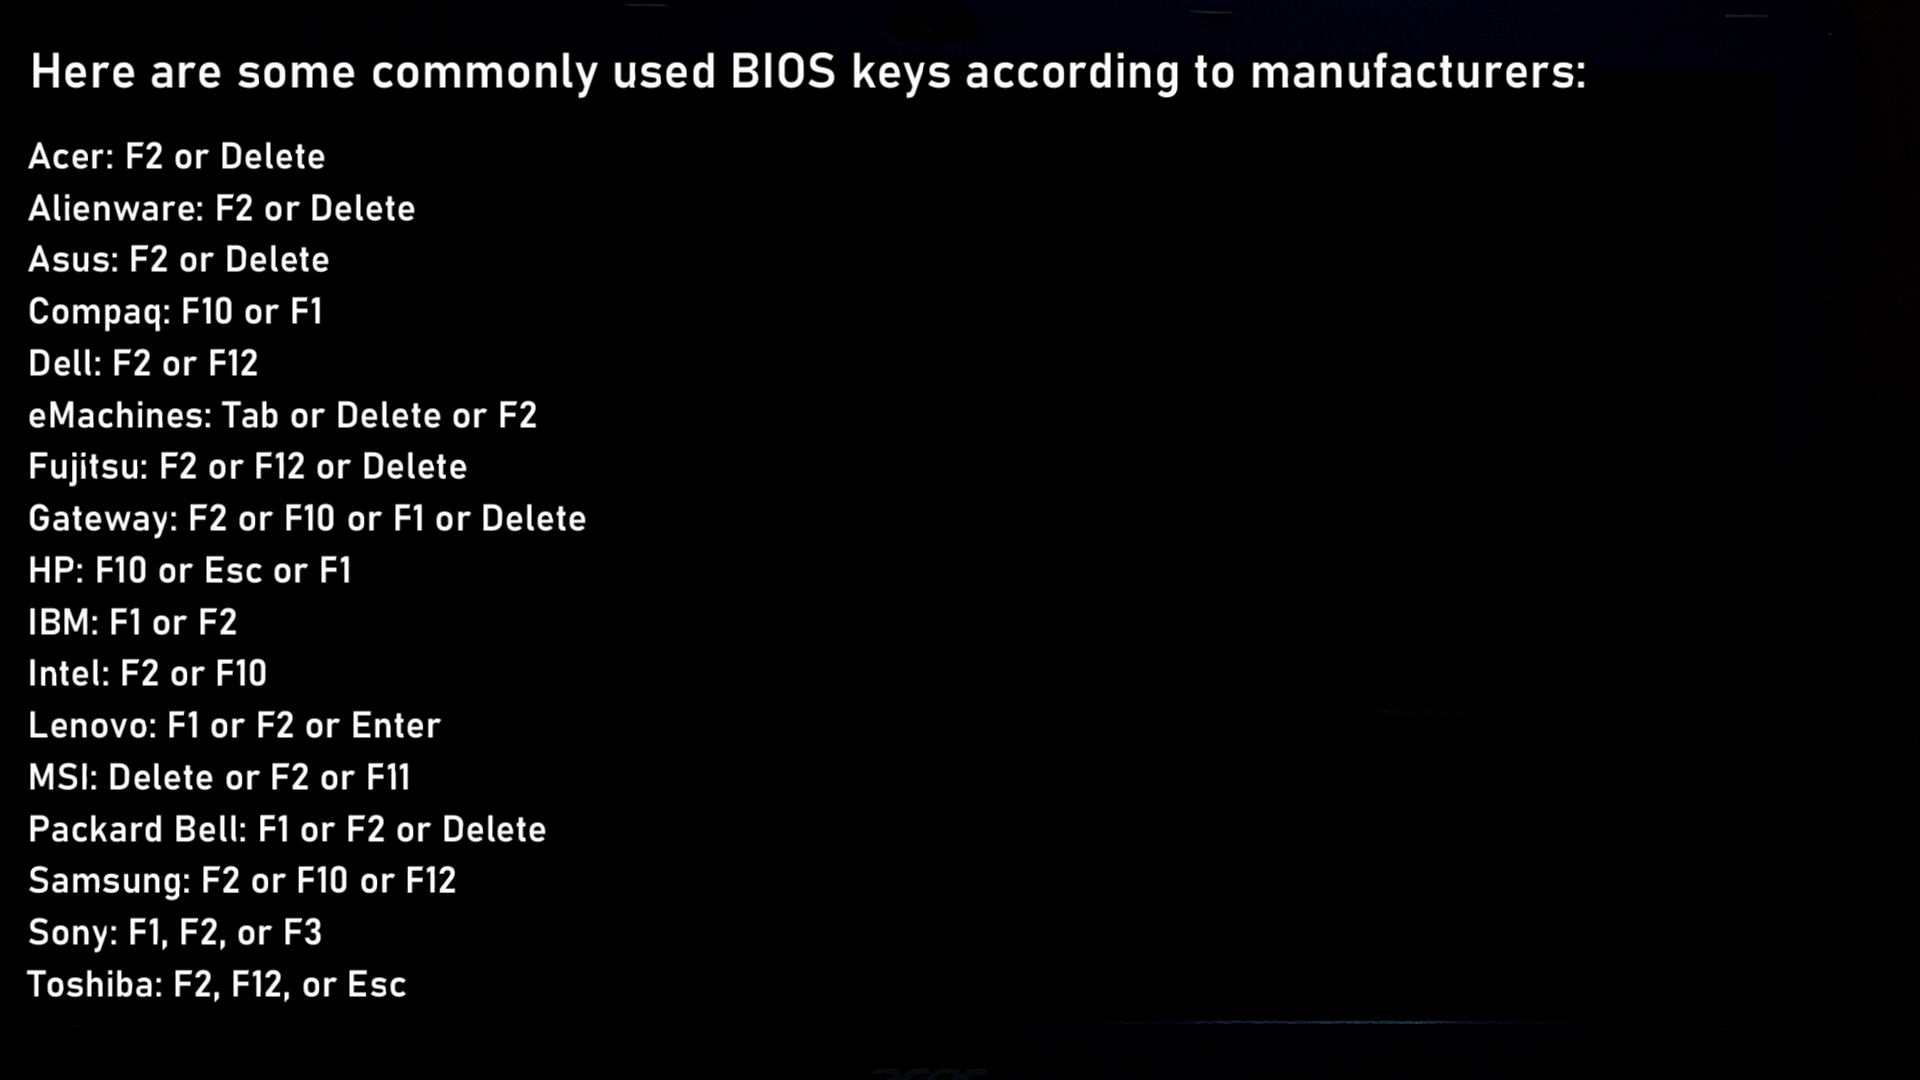 Here are some commonly used BIOS keys according to manufacturers:
Acer: F2 or Delete
Alienware: F2 or Delete
Asus: F2 or Delete
Compaq: F10 or F1
Dell: F2 or F12
eMachines: Tab or Delete or F2
Fujitsu: F2 or F12 or Delete
Gateway: F2 or F10 or F1 or Delete
HP: F10 or Esc or F1
IBM: F1 or F2
Intel: F2 or F10
Lenovo: F1 or F2 or Enter
MSI: Delete or F2 or F11
Packard Bell: F1 or F2 or Delete
Samsung: F2 or F10 or F12
Sony: F1, F2, or F3
Toshiba: F2, F12, or Esc
acer